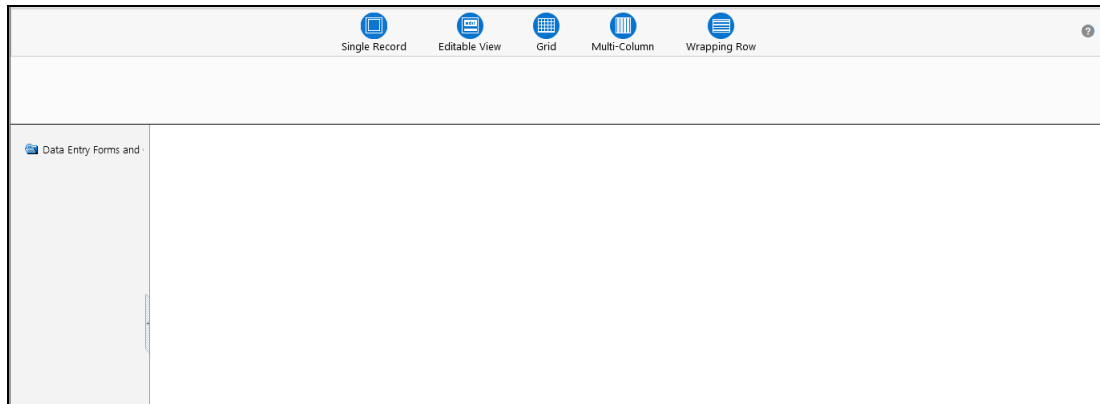 Single Record Editable View Grid Multi-Column Wrapping Row
Data Entry Forms and